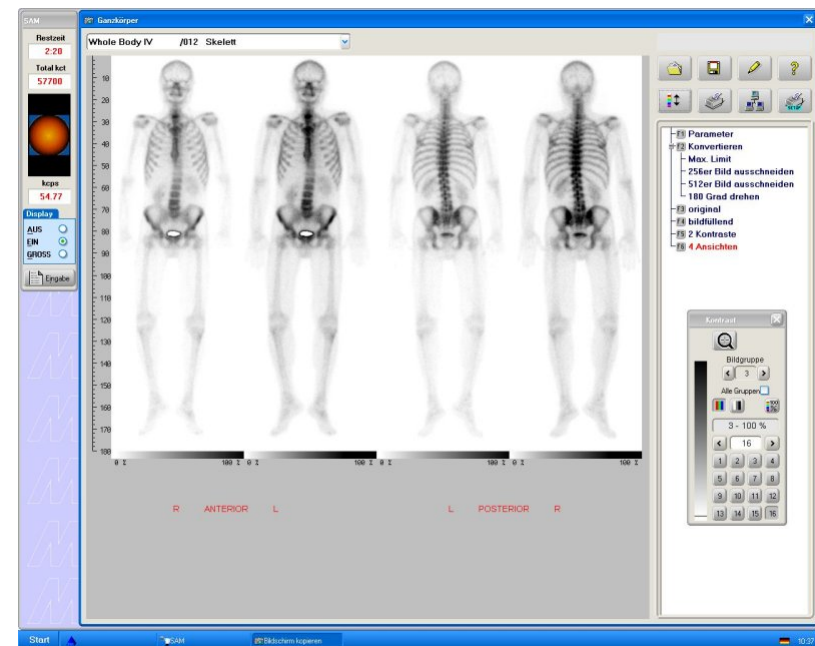 SAM
Restzeit
2:20
Total kct
57700
kcps
54.77
Display
AUS
EIN
GROSS
Eingabe
Ganzkörper
Whole Body IV /012 Skelett
10
20
30
40
50
60
70
80
90
100
110
120
130
140
150
160
170
180
0 % 100 % 0 % 100 % 0 % 100 % 0 % 100 %
R ANTERIOR L L POSTERIOR R
SETUP
F1 Parameter
F2 Konvertieren
Max. Limit
256er Bild ausschneiden
512er Bild ausschneiden
180 Grad drehen
F3 original
F4 bildfüllend
F5 2 Kontraste
F6 4 Ansichten
Kontrast
Bildgruppe
3
Alle Gruppen
100
%
3 - 100 %
16
1 2 3 4
5 6 7 8
9 10 11 12
13 14 15 16
Start SAM Bildschirm kopieren 10:37